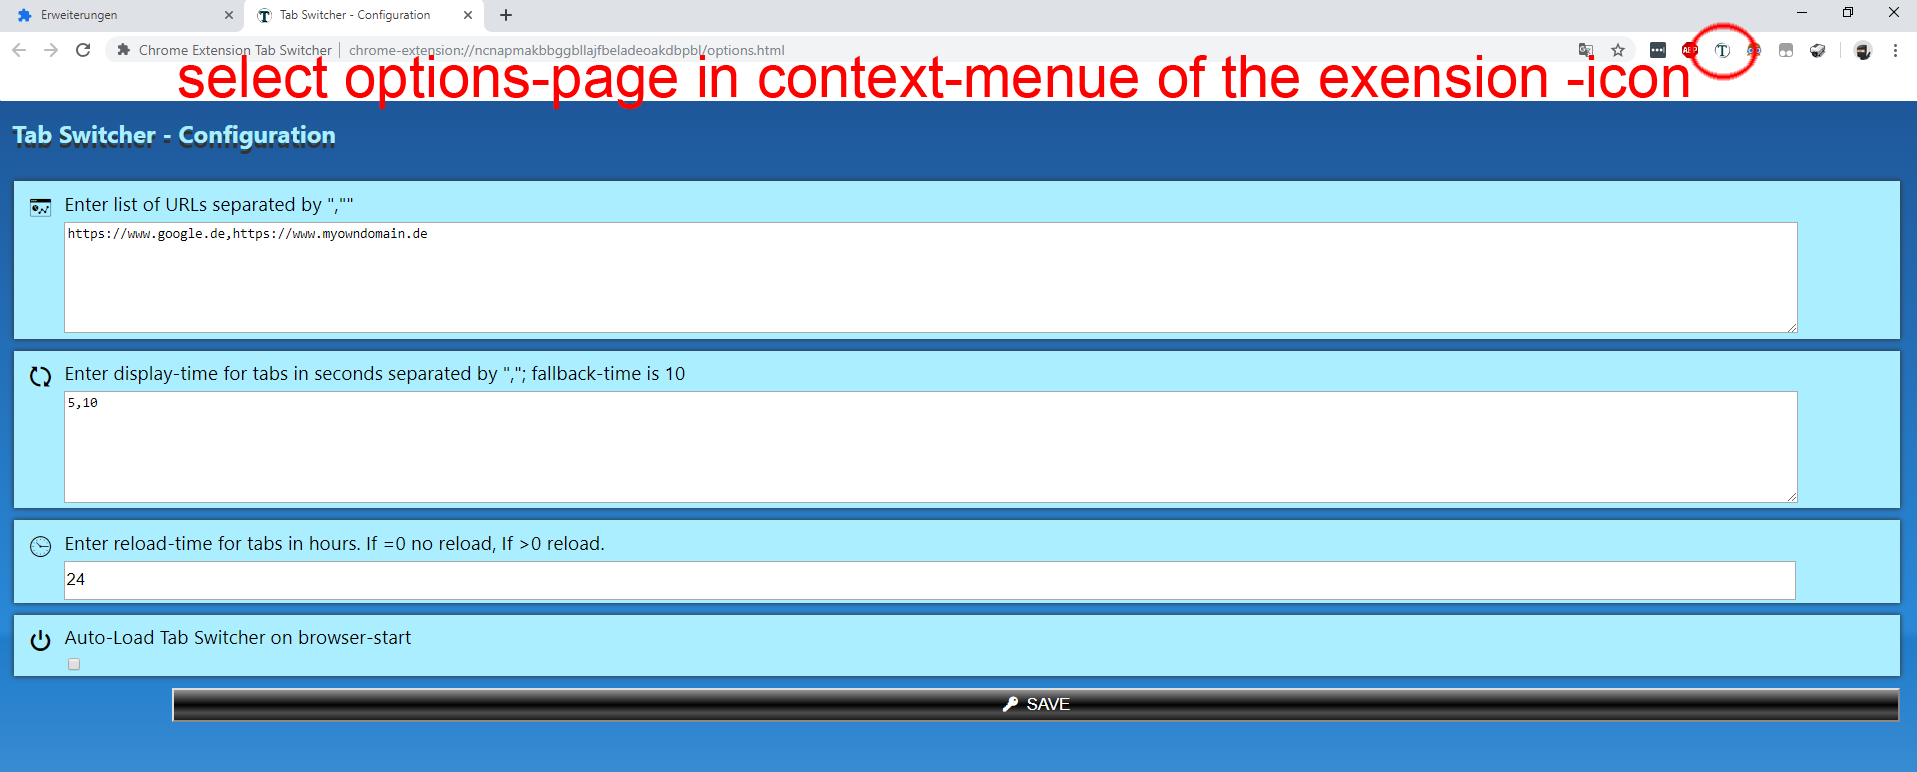 Erweiterungen
Tab Switcher - Configuration
Chrome Extension Tab Switcher | chrome-extension://ncnapmakbbggbllajfbeladeoakdbpbl/options.html
ABP
T
select options-page in context-menue of the exension -icon
Tab Switcher - Configuration
Enter list of URLs separated by ",""
https://www.google.de,https://www.myowndomain.de
Enter display-time for tabs in seconds separated by ","; fallback-time is 10
5,10
Enter reload-time for tabs in hours. If =0 no reload, If >0 reload.
24
Auto-Load Tab Switcher on browser-start
SAVE